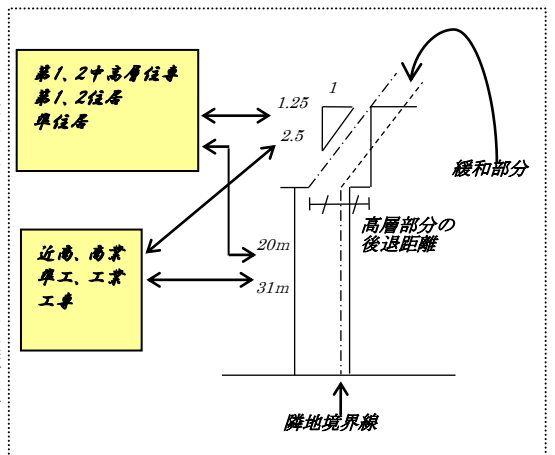 第1、2中高層住専
第1、2住居
準住居
1
1.25
2.5
緩和部分
高層部分の
後退距離
近商、商業
準工、工業
工専
20m
31m
隣地境界線